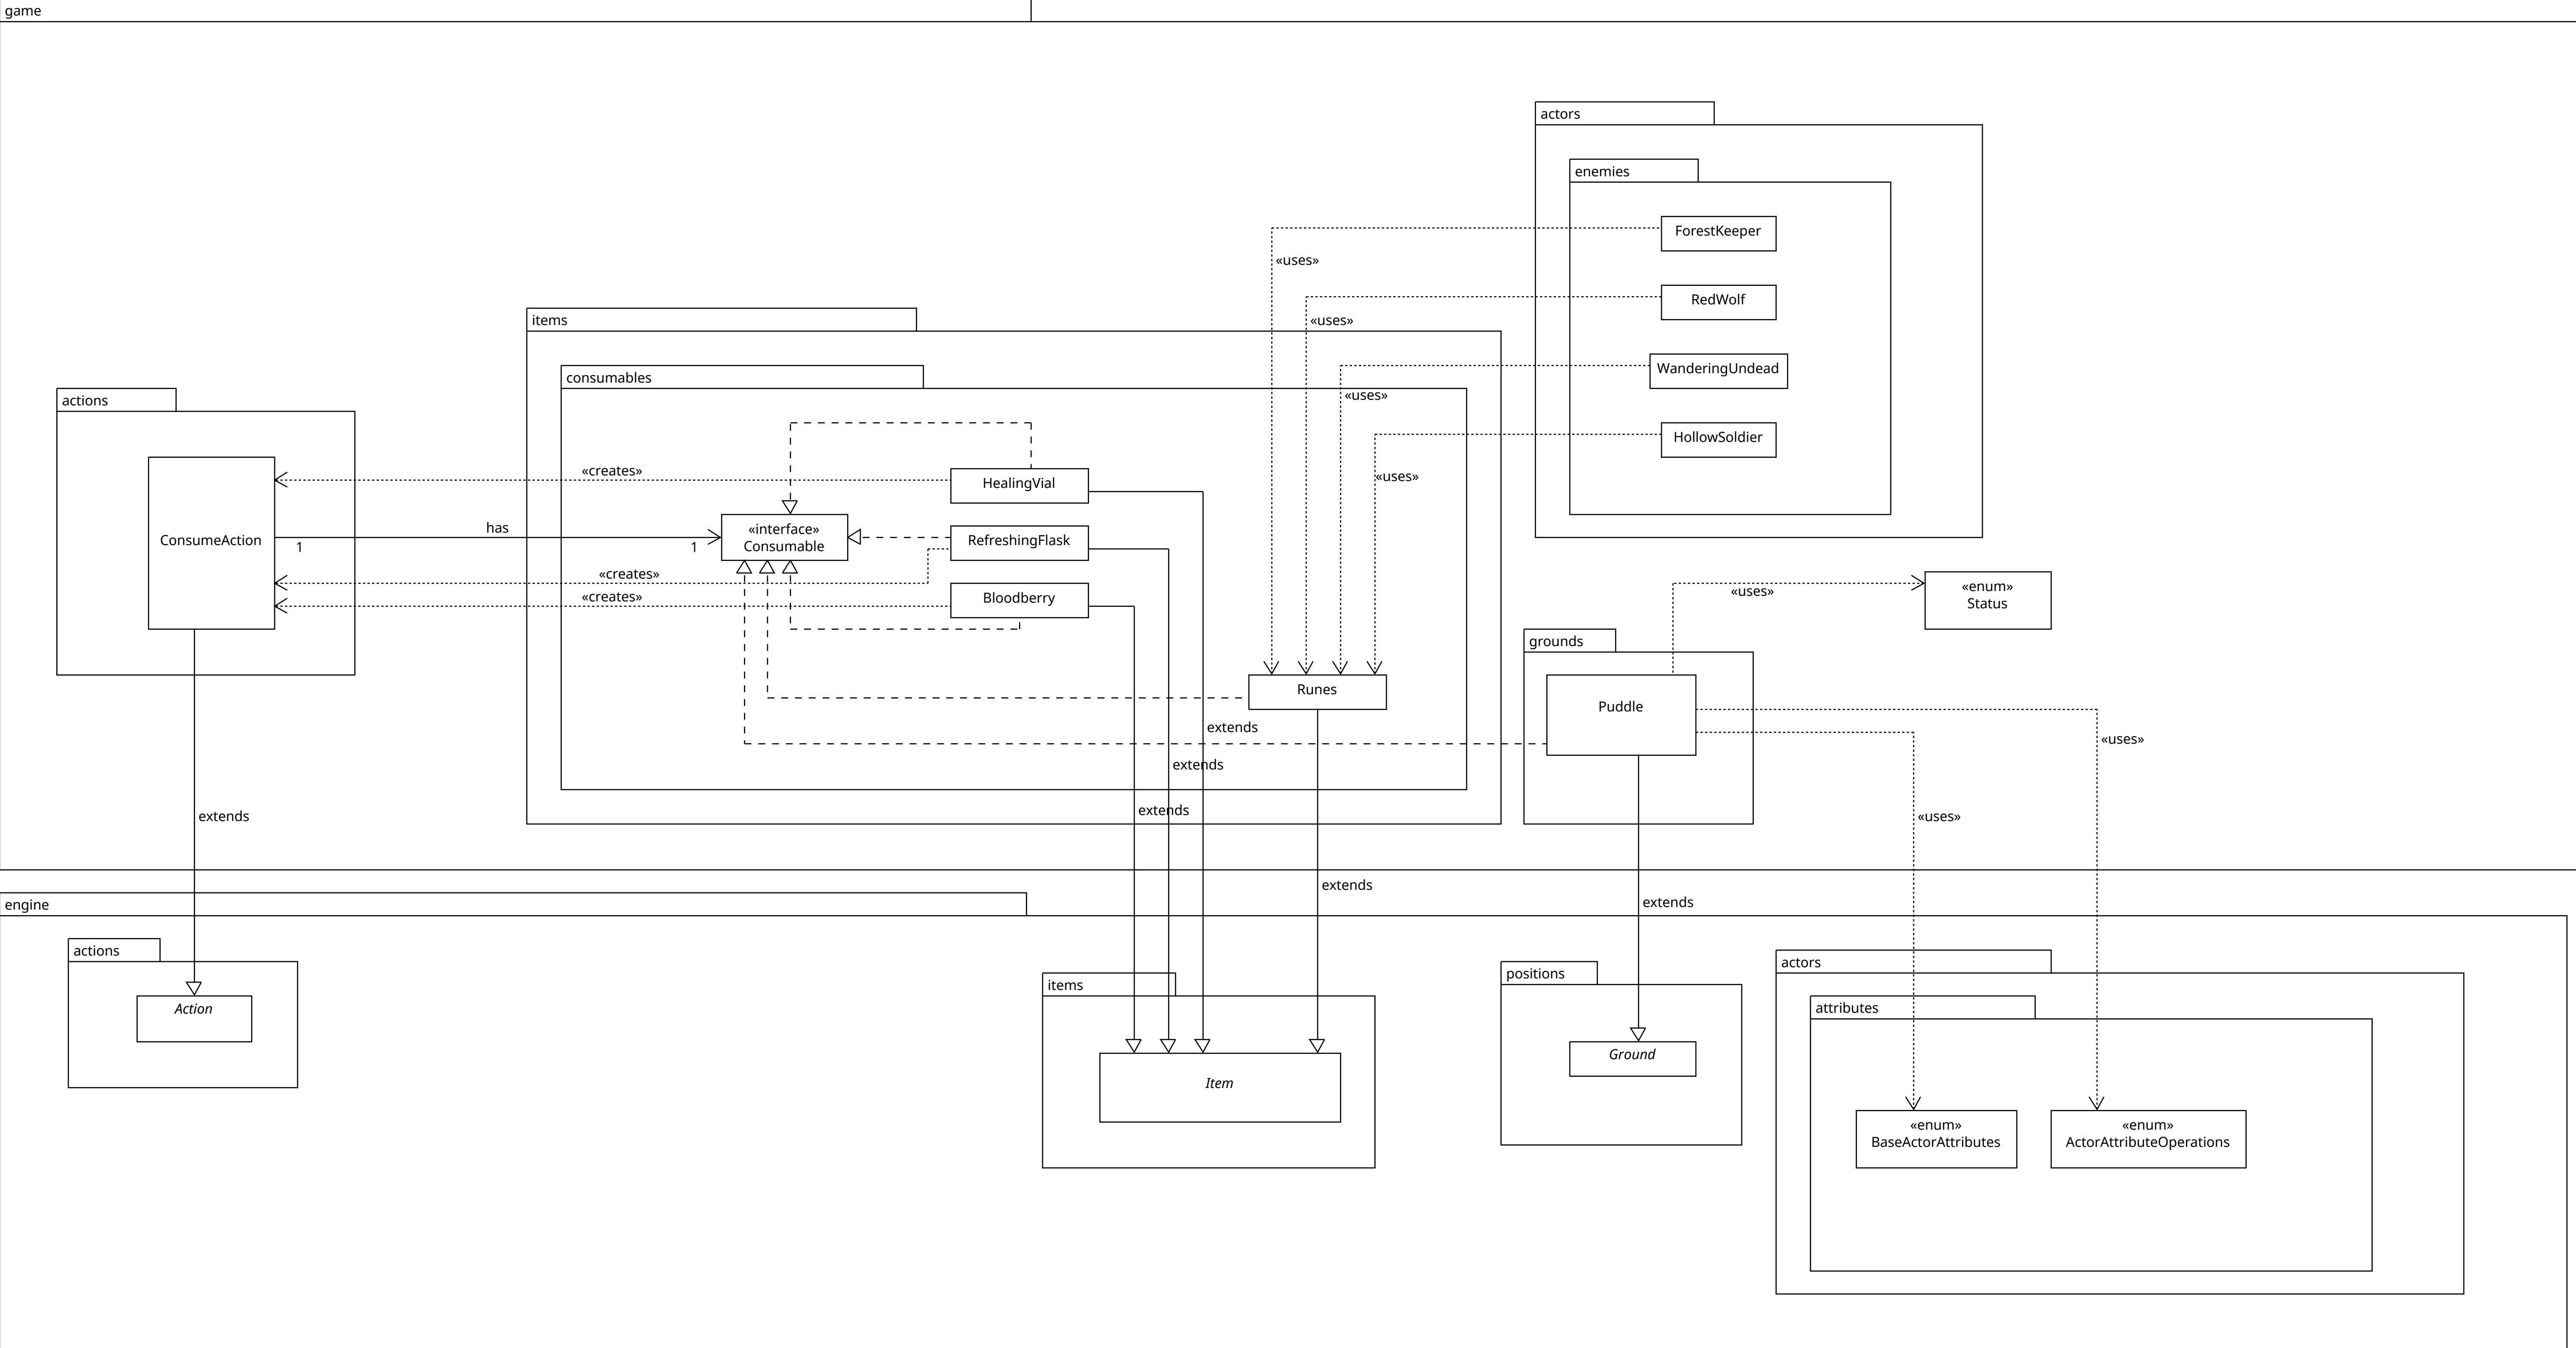 game
actors
enemies
ForestKeeper
«uses»
RedWolf
items
«uses»
WanderingUndead
consumables
«uses»
actions
HollowSoldier
«creates»
«uses»
HealingVial
has
«interface»
Consumable
ConsumeAction
RefreshingFlask
1
1
«creates»
«uses»
«enum»
Status
«creates»
Bloodberry
grounds
Runes
Puddle
extends
«uses»
extends
extends
extends
«uses»
extends
extends
engine
actions
actors
positions
items
attributes
Action
Ground
Item
«enum»
BaseActorAttributes
«enum»
ActorAttributeOperations